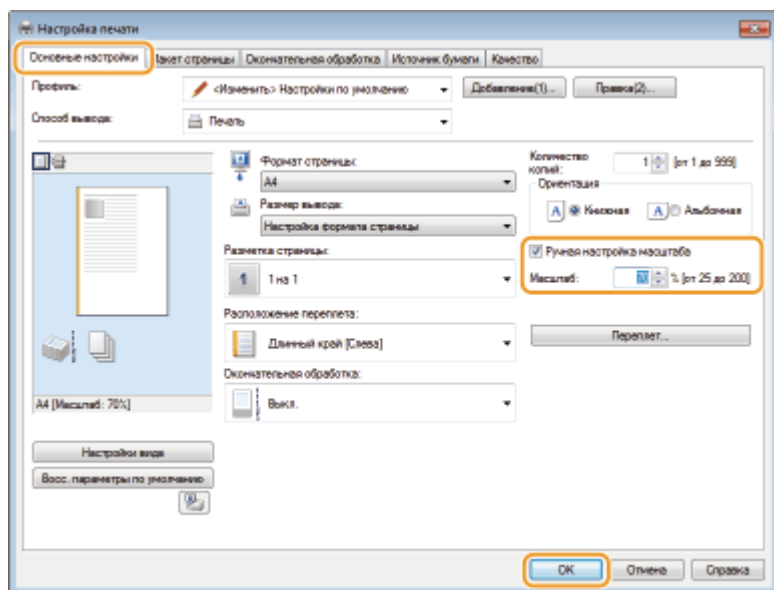 Настройка печати
Основные настройки
Макет страницы
Окончательная обработка
Источник бумаги
Качество
Профиль:
<Изменить> Настройки по умолчанию
Добавление(1)...
Правка(2)...
Способ вывода:
Печать
Формат страницы:
A4
Размер вывода:
Настройка формата страницы
Количество
копий:
1
[от 1 до 999]
Ориентация
A
Книжная
A
Альбомная
Разметка страницы:
1
1 на 1
Ручная настройка масштаба
Масштаб:
70
% [от 25 до 200]
Расположение переплета:
Длинный край [Слева]
Переплет...
Окончательная обработка:
Выкл.
A4 [Масштаб: 70%]
Настройки вида
Восс. параметры по умолчанию
OK
Отмена
Справка